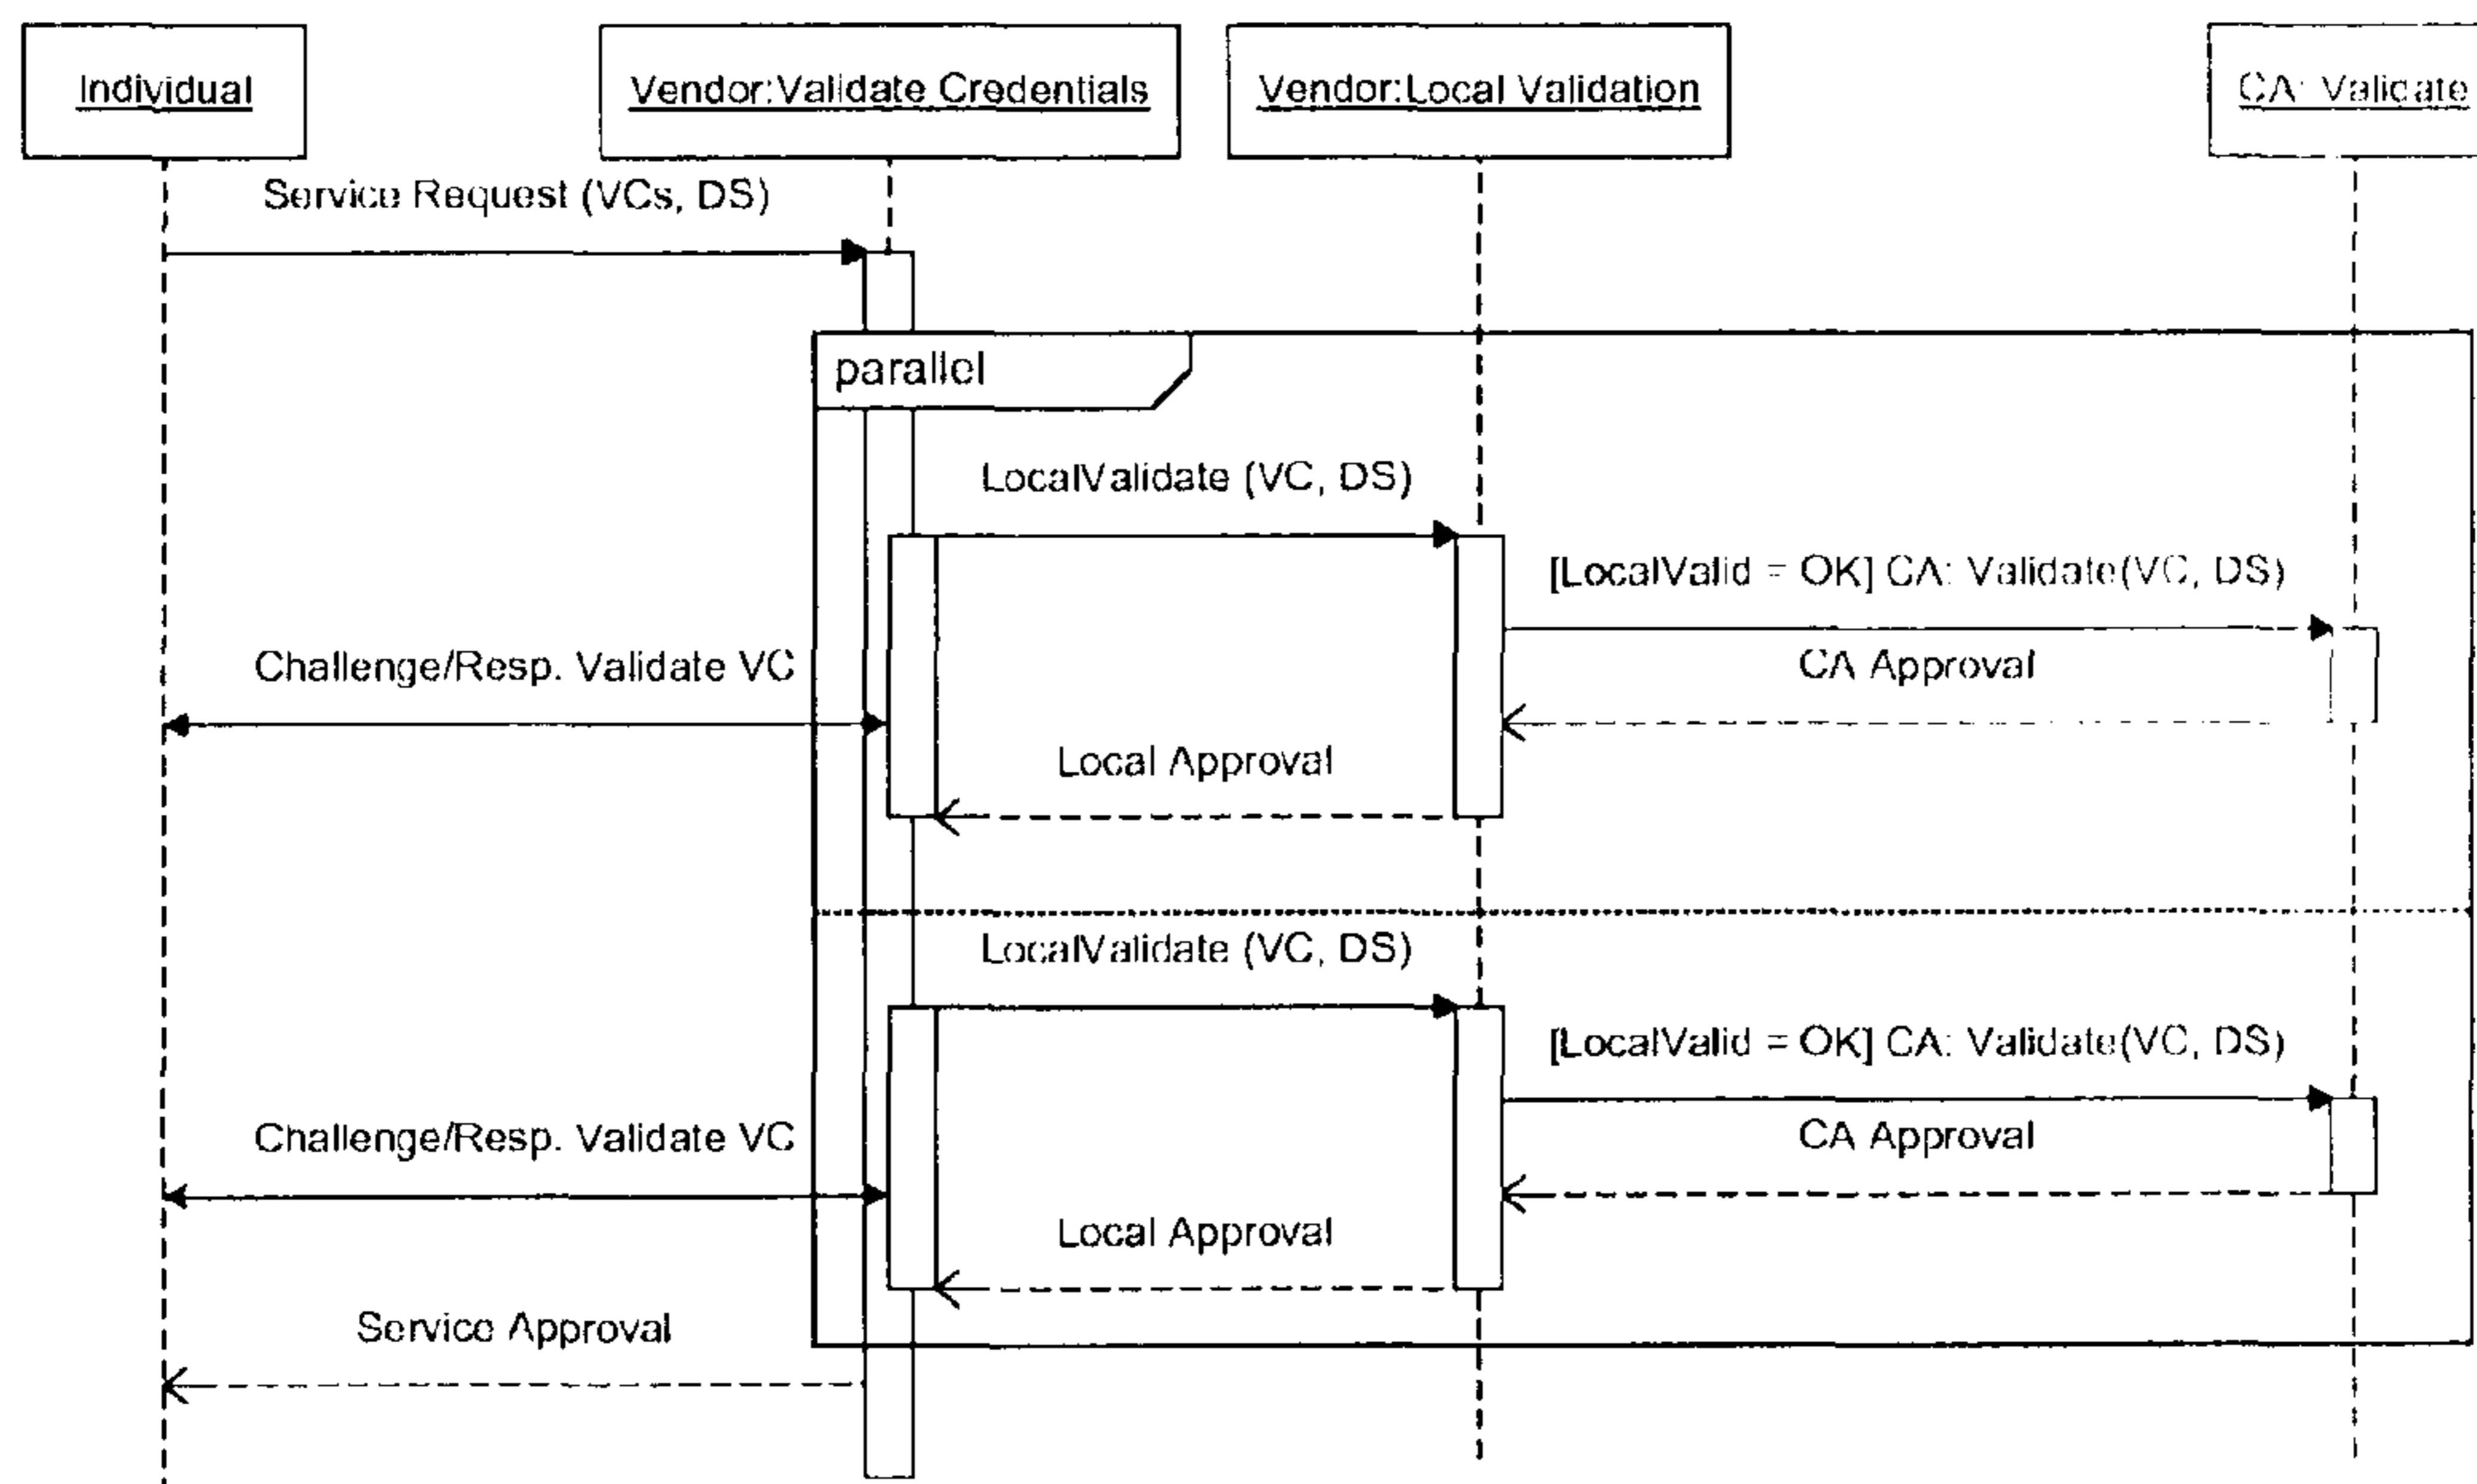 Individual
Vendor:Validate Credentials
Vendor:Local Validation
CA: Validate
Service Request (VCs, DS)
parallel
LocalValidate (VC, DS)
[LocalValid = OK] CA: Validate(VC, DS)
Challenge/Resp. Validate VC
CA Approval
Local Approval
LocalValidate (VC, DS)
[LocalValid = OK] CA: Validate(VC, DS)
Challenge/Resp. Validate VC
CA Approval
Local Approval
Service Approval